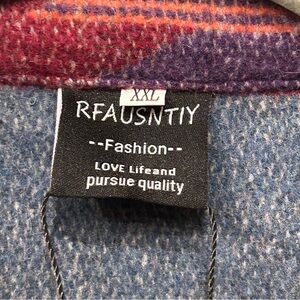 XXL
RFAUSNTIY
--Fashion--
LOVE Lifeand
pursue quality